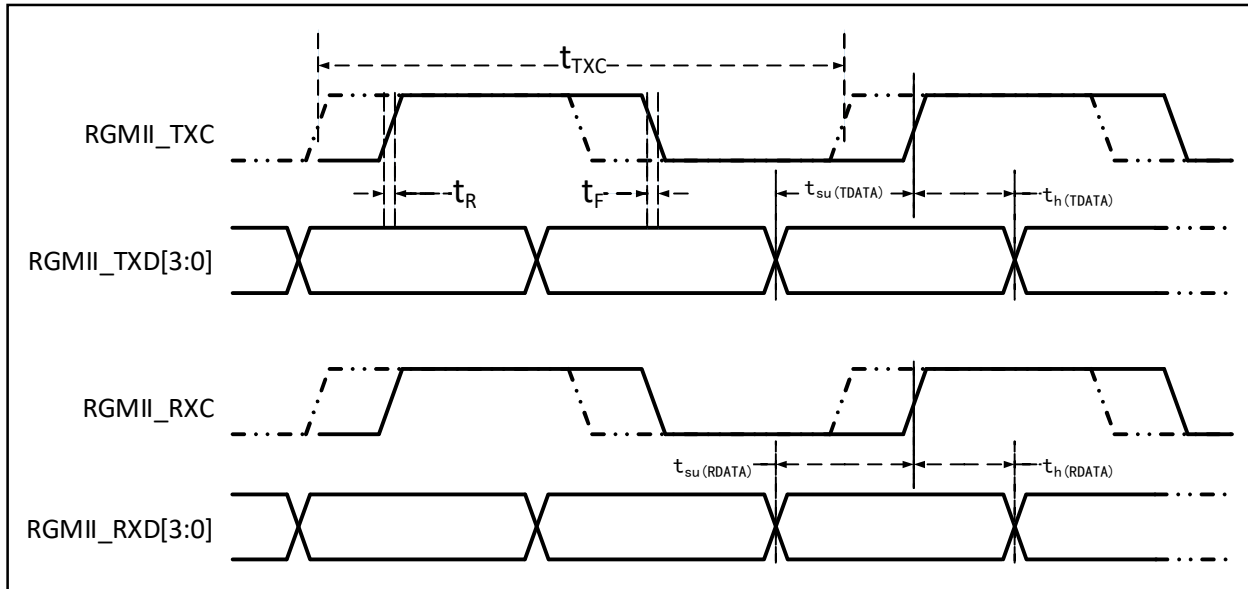 tTXC
RGMII_TXC
tR
tF
tsu(TDATA)
th(TDATA)
RGMII_TXD[3:0]
RGMII_RXC
tsu(RDATA)
th(RDATA)
RGMII_RXD[3:0]